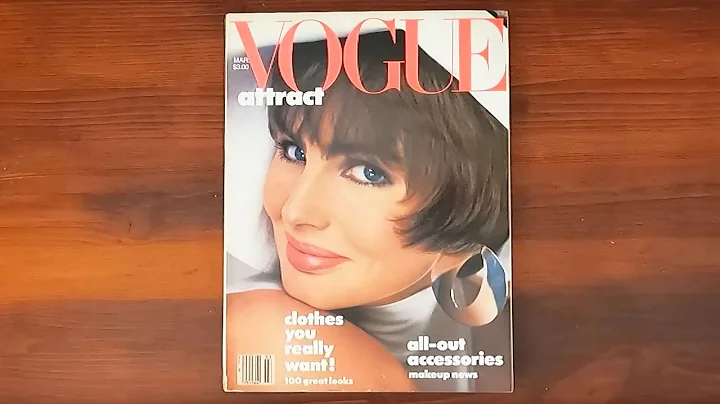 VOGUE
MAR.
$3.00
attract
clothes
you
really
want!
100 great looks
all-out
accessories
makeup news